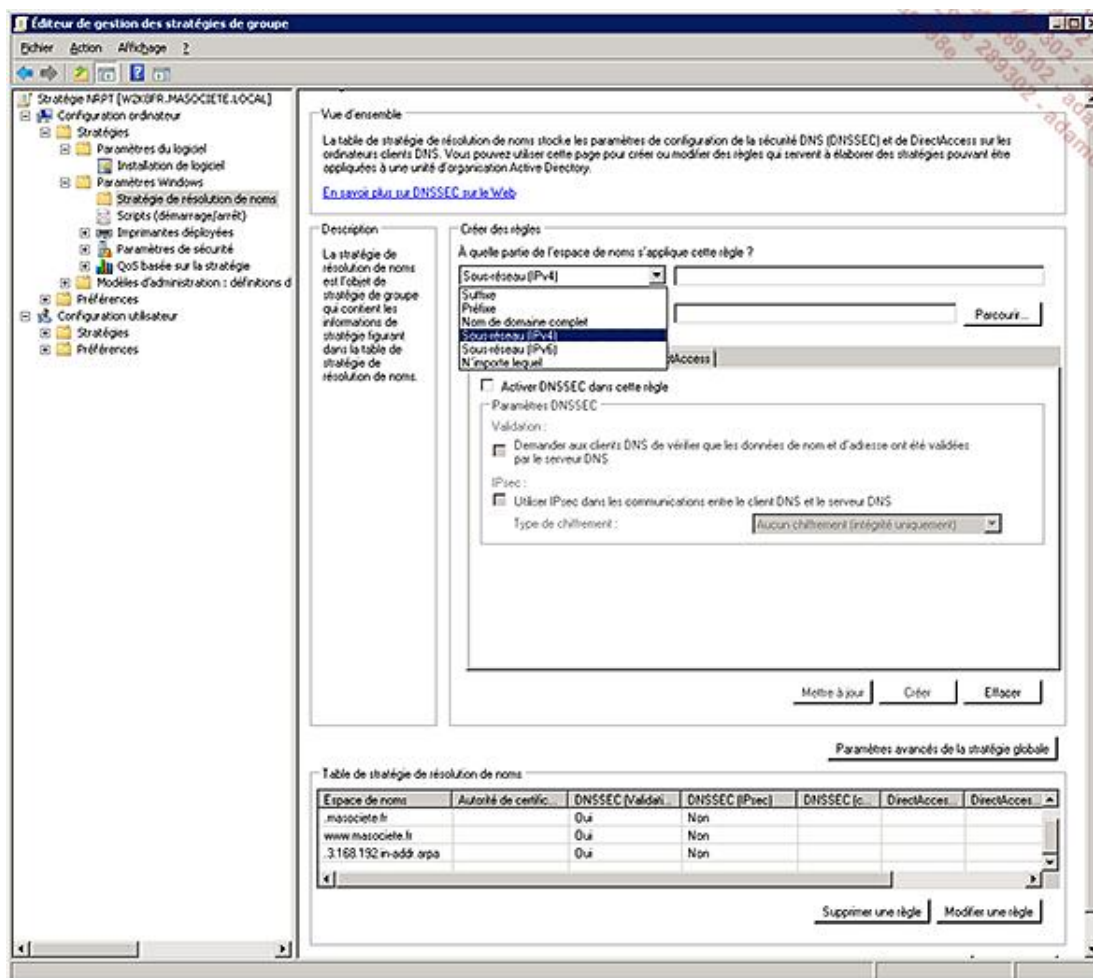 Éditeur de gestion des stratégies de groupe
Fichier Action Affichage ?
Stratégie NRPT [W2K8FR.MASOCIETE.LOCAL]
Configuration ordinateur
Stratégies
Paramètres du logiciel
Installation de logiciel
Paramètres Windows
Stratégie de résolution de noms
Scripts (démarrage/arrêt)
Imprimantes déployées
Paramètres de sécurité
QoS basée sur la stratégie
Modèles d'administration : définitions d
Préférences
Configuration utilisateur
Stratégies
Préférences
Vue d'ensemble
La table de stratégie de résolution de noms stocke les paramètres de configuration de la sécurité DNS (DNSSEC) et de DirectAccess sur les
ordinateurs clients DNS. Vous pouvez utiliser cette page pour créer ou modifier des règles qui servent à élaborer des stratégies pouvant être
appliquées à une unité d'organisation Active Directory.
En savoir plus sur DNSSEC sur le Web
Description
La stratégie de
résolution de noms
est l'objet de
stratégie de groupe
qui contient les
informations de
stratégie figurant
dans la table de
stratégie de
résolution de noms.
Créer des règles
À quelle partie de l'espace de noms s'applique cette règle ?
Sous-réseau (IPv4)
Suffixe
Préfixe
Nom de domaine complet
Sous-réseau (IPv4)
Sous-réseau (IPv6)
N'importe lequel
Parcourir...
ctAccess
Activer DNSSEC dans cette règle
Paramètres DNSSEC
Validation :
Demander aux clients DNS de vérifier que les données de nom et d'adresse ont été validées
par le serveur DNS
IPsec :
Utiliser IPsec dans les communications entre le client DNS et le serveur DNS
Type de chiffrement : Aucun chiffrement (intégrité uniquement)
Mettre à jour Créer Effacer
Paramètres avancés de la stratégie globale
Table de stratégie de résolution de noms
Espace de noms Autorité de certific... DNSSEC (Validati... DNSSEC (IPsec) DNSSEC (c... DirectAcces... DirectAcces...
.masociete.fr Oui Non
www.masociete.fr Oui Non
.3.168.192.in-addr.arpa Oui Non
Supprimer une règle Modifier une règle